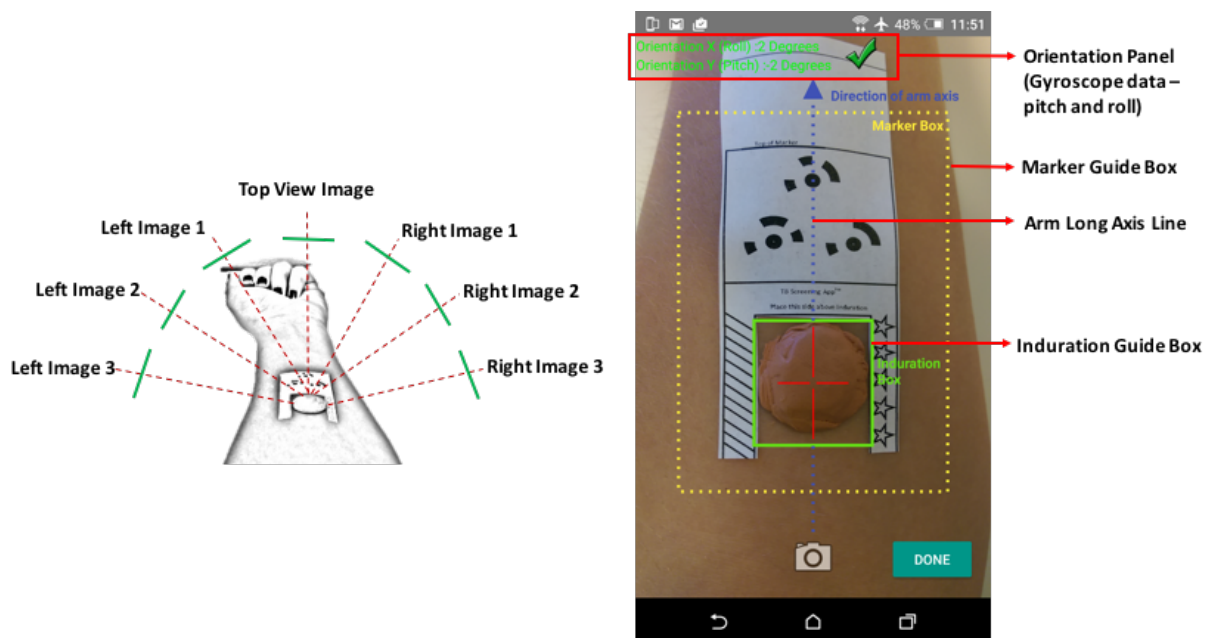 Top View Image
Left Image 1
Right Image 1
Left Image 2
Right Image 2
Left Image 3
Right Image 3
48% 11:51
Orientation X (Roll) :2 Degrees
Orientation Y (Pitch) :-2 Degrees
Direction of arm axis
Marker Box
Top of Marker
TB Screening App™
Place this side above Induration
Induration
Box
DONE
Orientation Panel
(Gyroscope data –
pitch and roll)
Marker Guide Box
Arm Long Axis Line
Induration Guide Box